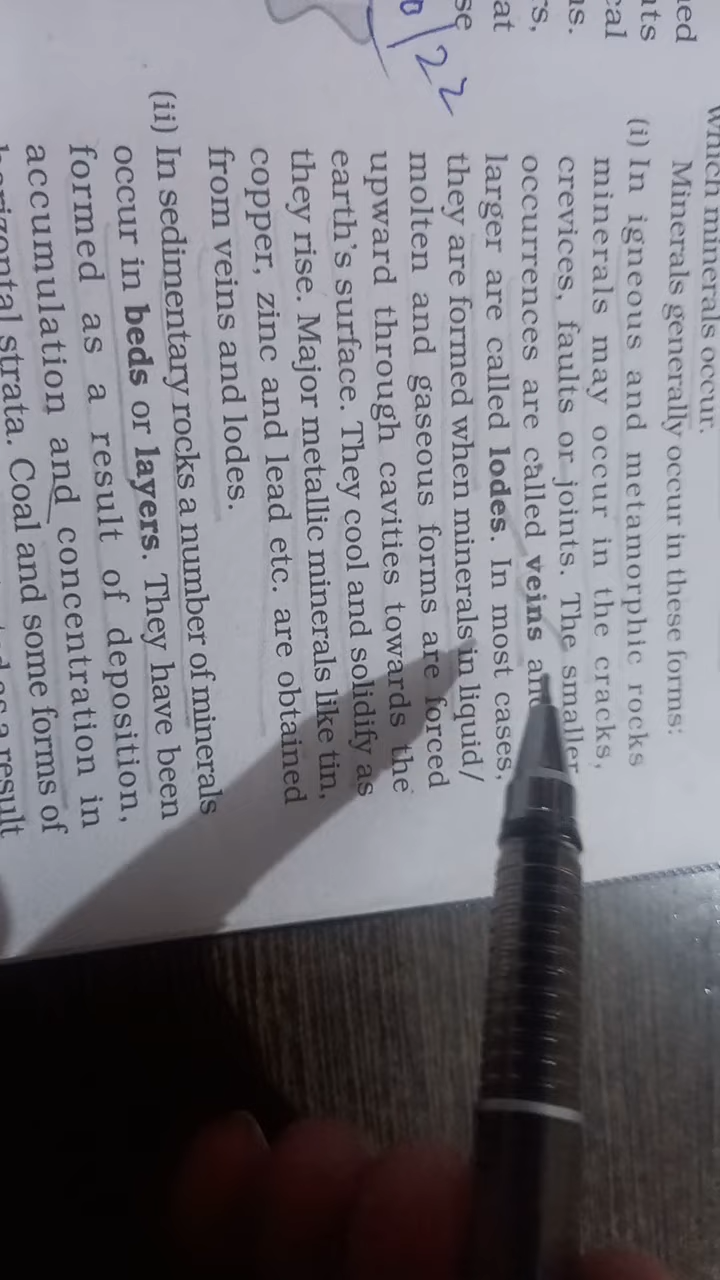 which minerals occur.
Minerals generally occur in these forms:
(i) In igneous and metamorphic rocks
minerals may occur in the cracks,
crevices, faults or joints. The smaller
occurrences are called veins
larger are called lodes. In most cases,
they are formed when minerals in liquid/
molten and gaseous forms are forced
upward through cavities towards the
earth's surface. They cool and solidify as
they rise. Major metallic minerals like tin,
copper, zinc and lead etc. are obtained
from veins and lodes.
(ii) In sedimentary rocks a number of minerals
occur in beds or layers. They have been
formed as a result of deposition,
accumulation and concentration in
horizontal strata. Coal and some forms of
a result
22